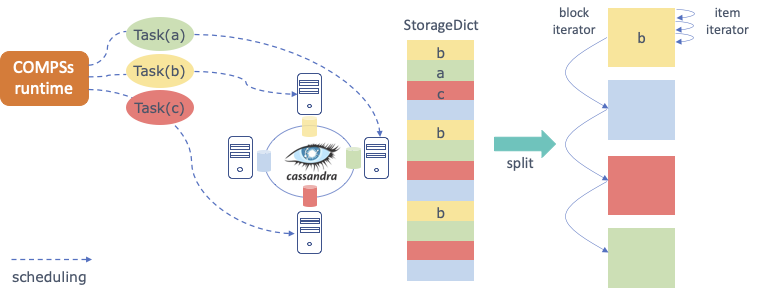 COMPSs
runtime
Task(a)
Task(b)
Task(c)
cassandra
scheduling
StorageDict
b
a
c
b
b
split
block
iterator
item
iterator
b